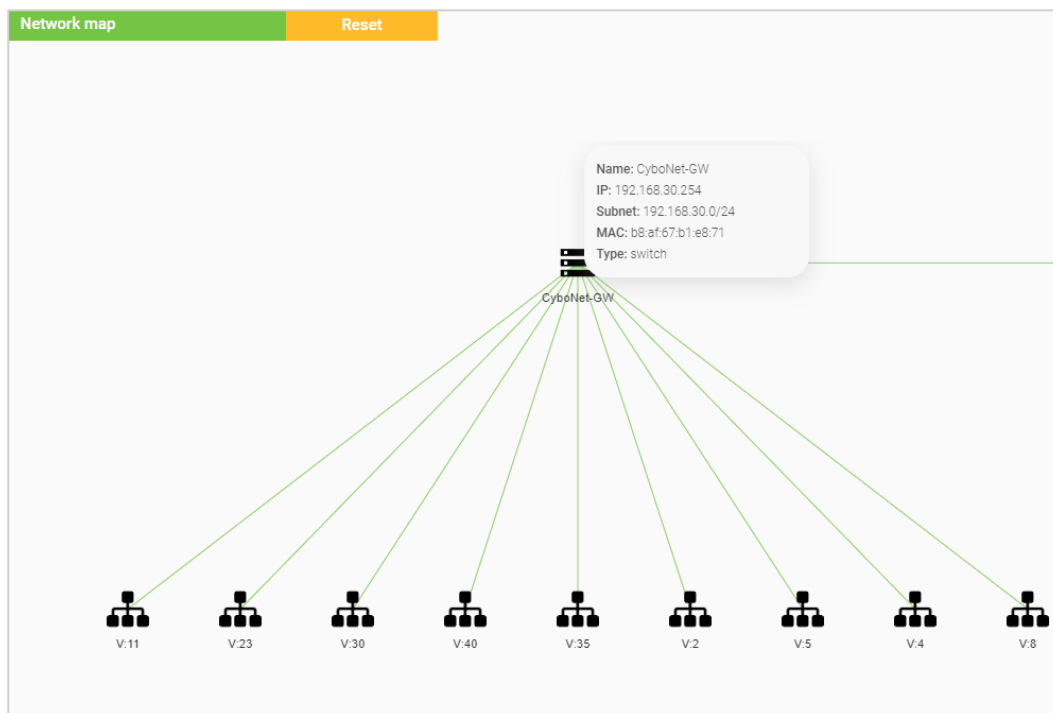 Network map
Reset
Name: CyboNet-GW
IP: 192.168.30.254
Subnet: 192.168.30.0/24
MAC: b8:af:67:b1:e8:71
Type: switch
CyboNet-GW
V:11
V:23
V:30
V:40
V:35
V:2
V:5
V:4
V:8